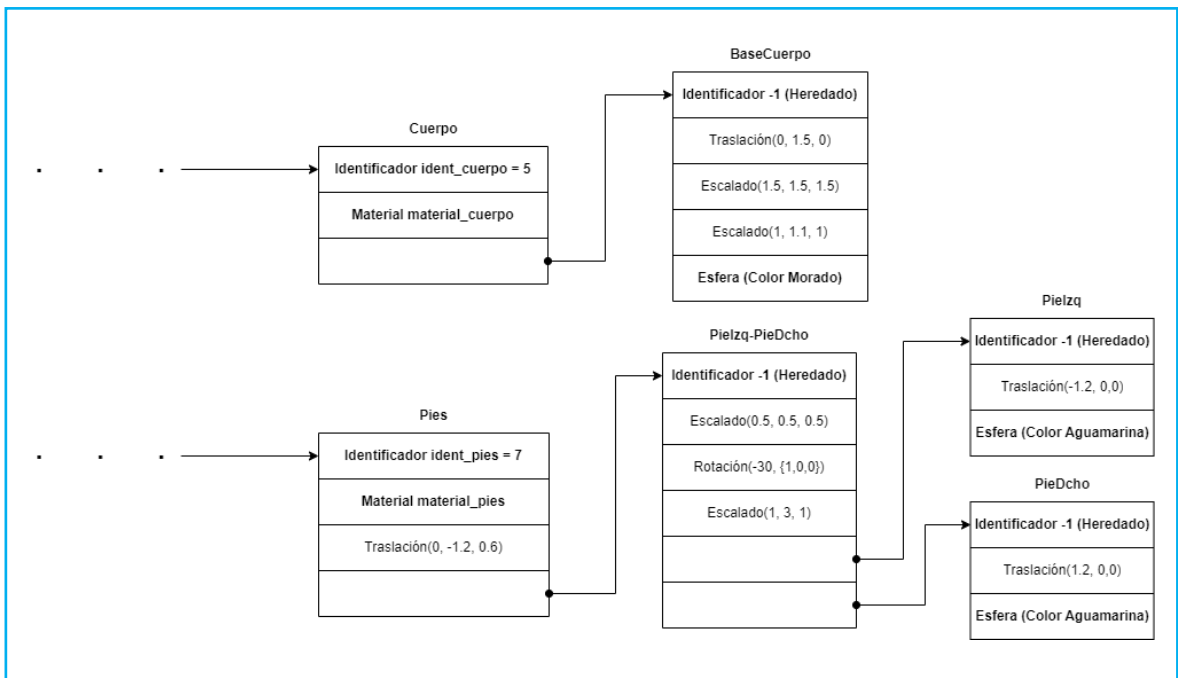 BaseCuerpo
Identificador -1 (Heredado)
Traslación(0, 1.5, 0)
Escalado(1.5, 1.5, 1.5)
Escalado(1, 1.1, 1)
Esfera (Color Morado)
Cuerpo
. . .
Identificador ident_cuerpo = 5
Material material_cuerpo
PieIzq
Identificador -1 (Heredado)
Traslación(-1.2, 0,0)
Esfera (Color Aguamarina)
PieIzq-PieDcho
Identificador -1 (Heredado)
Escalado(0.5, 0.5, 0.5)
Rotación(-30, {1,0,0})
Escalado(1, 3, 1)
Pies
. . .
Identificador ident_pies = 7
Material material_pies
Traslación(0, -1.2, 0.6)
PieDcho
Identificador -1 (Heredado)
Traslación(1.2, 0,0)
Esfera (Color Aguamarina)